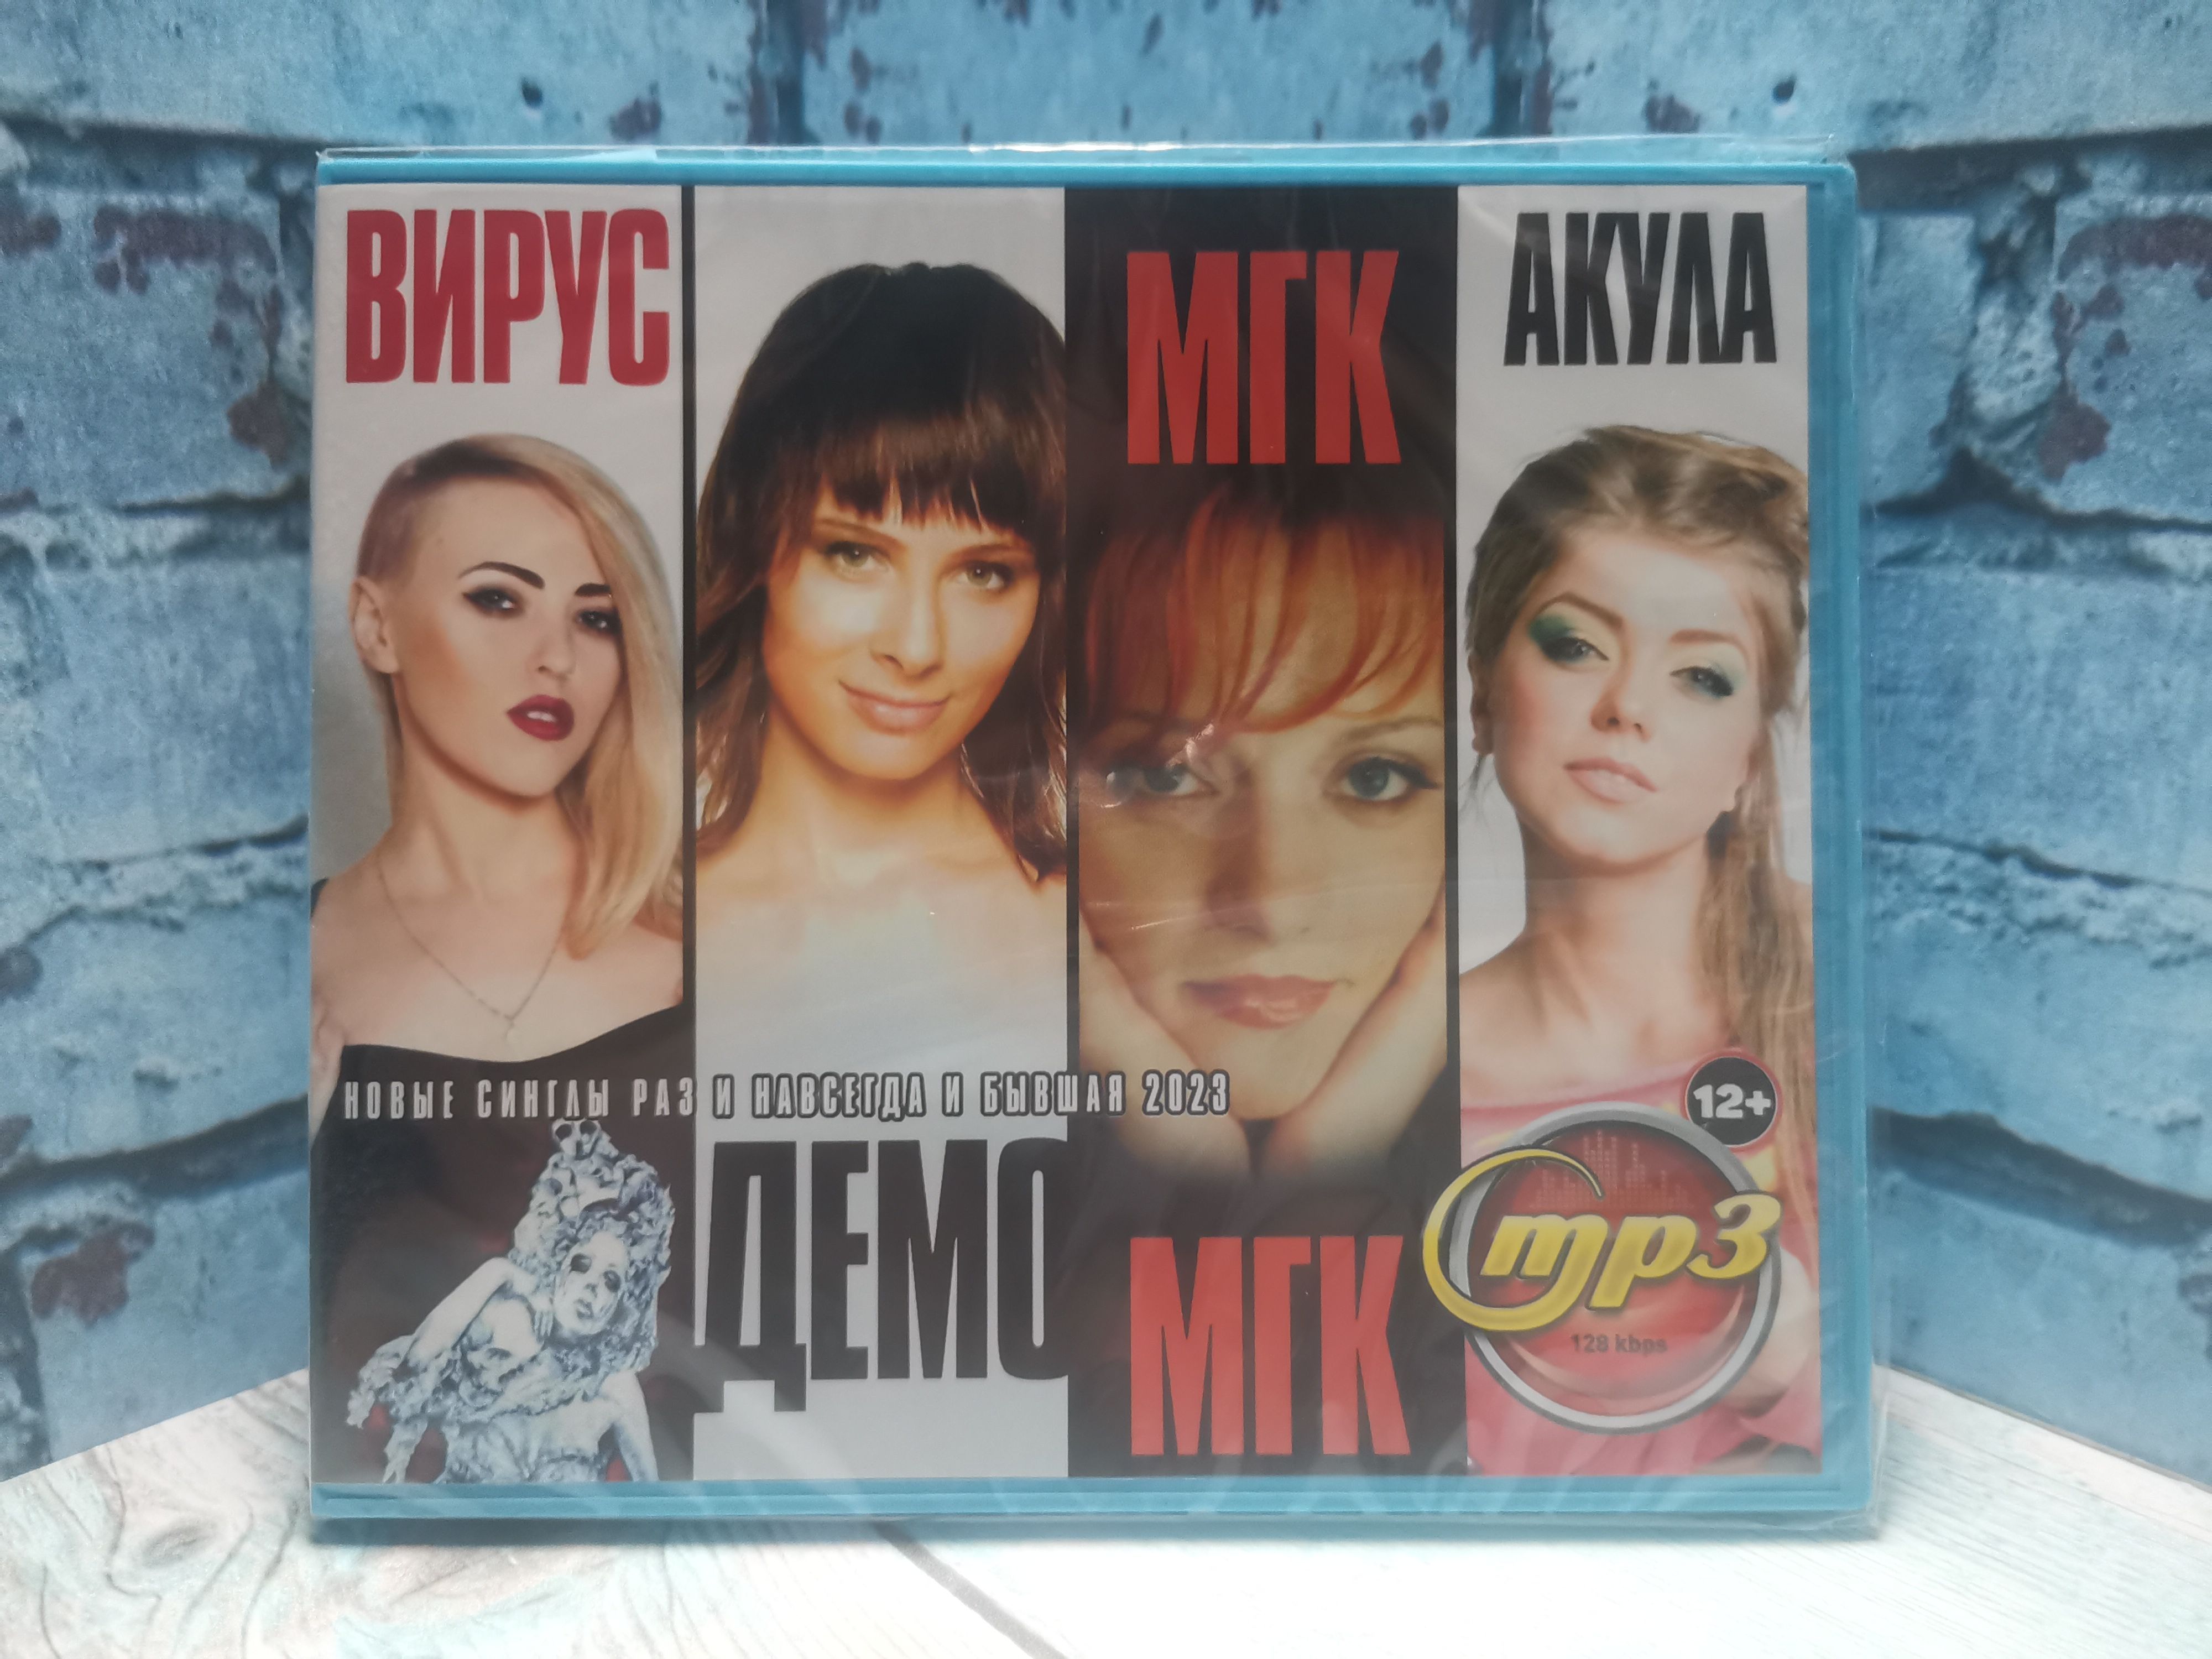 ВИРУС
МГК
АКУЛА
НОВЫЕ СИНГЛЫ РАЗ И НАВСЕГДА И БЫВШАЯ 2023
12+
ДЕМО
mp3
МГК
128 kbps